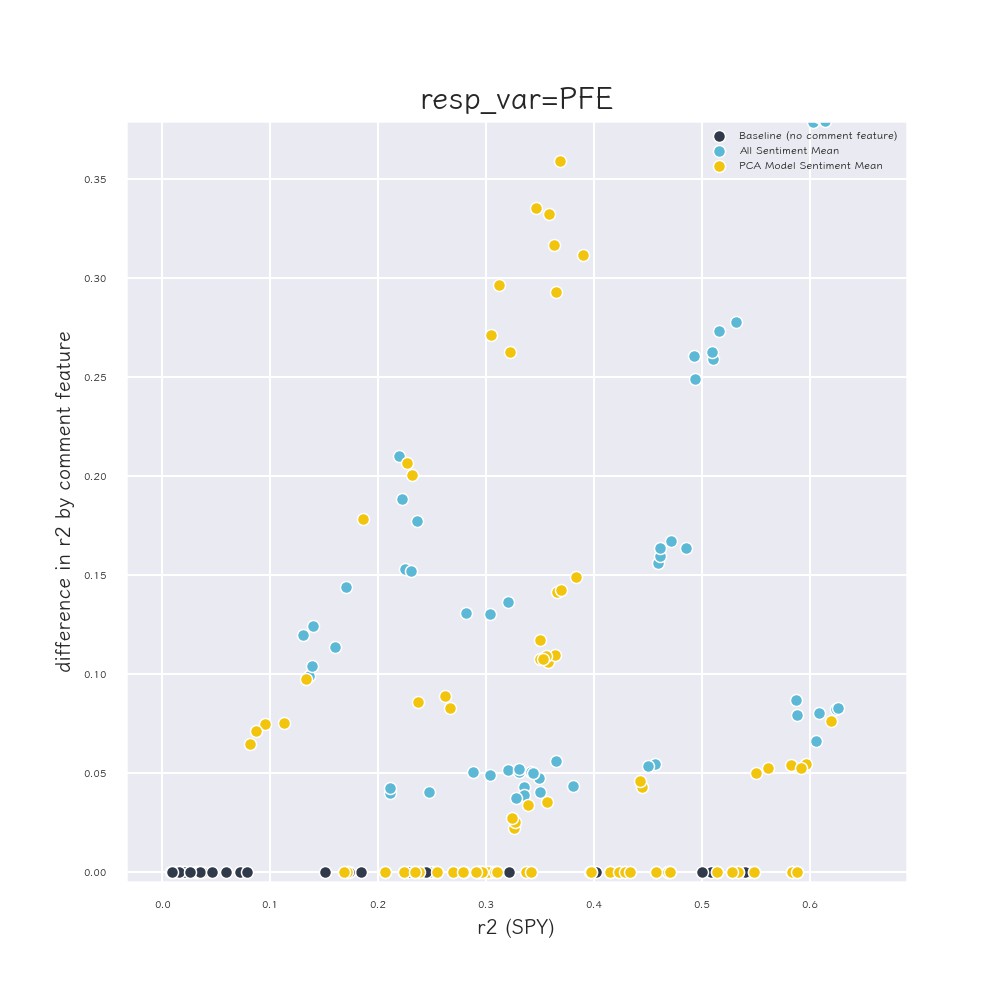 resp_var=PFE
Baseline (no comment feature)
All Sentiment Mean
PCA Model Sentiment Mean
difference in r2 by comment feature
0.35
0.30
0.25
0.20
0.15
0.10
0.05
0.00
0.0
0.1
0.2
0.3
0.4
0.5
0.6
r2 (SPY)